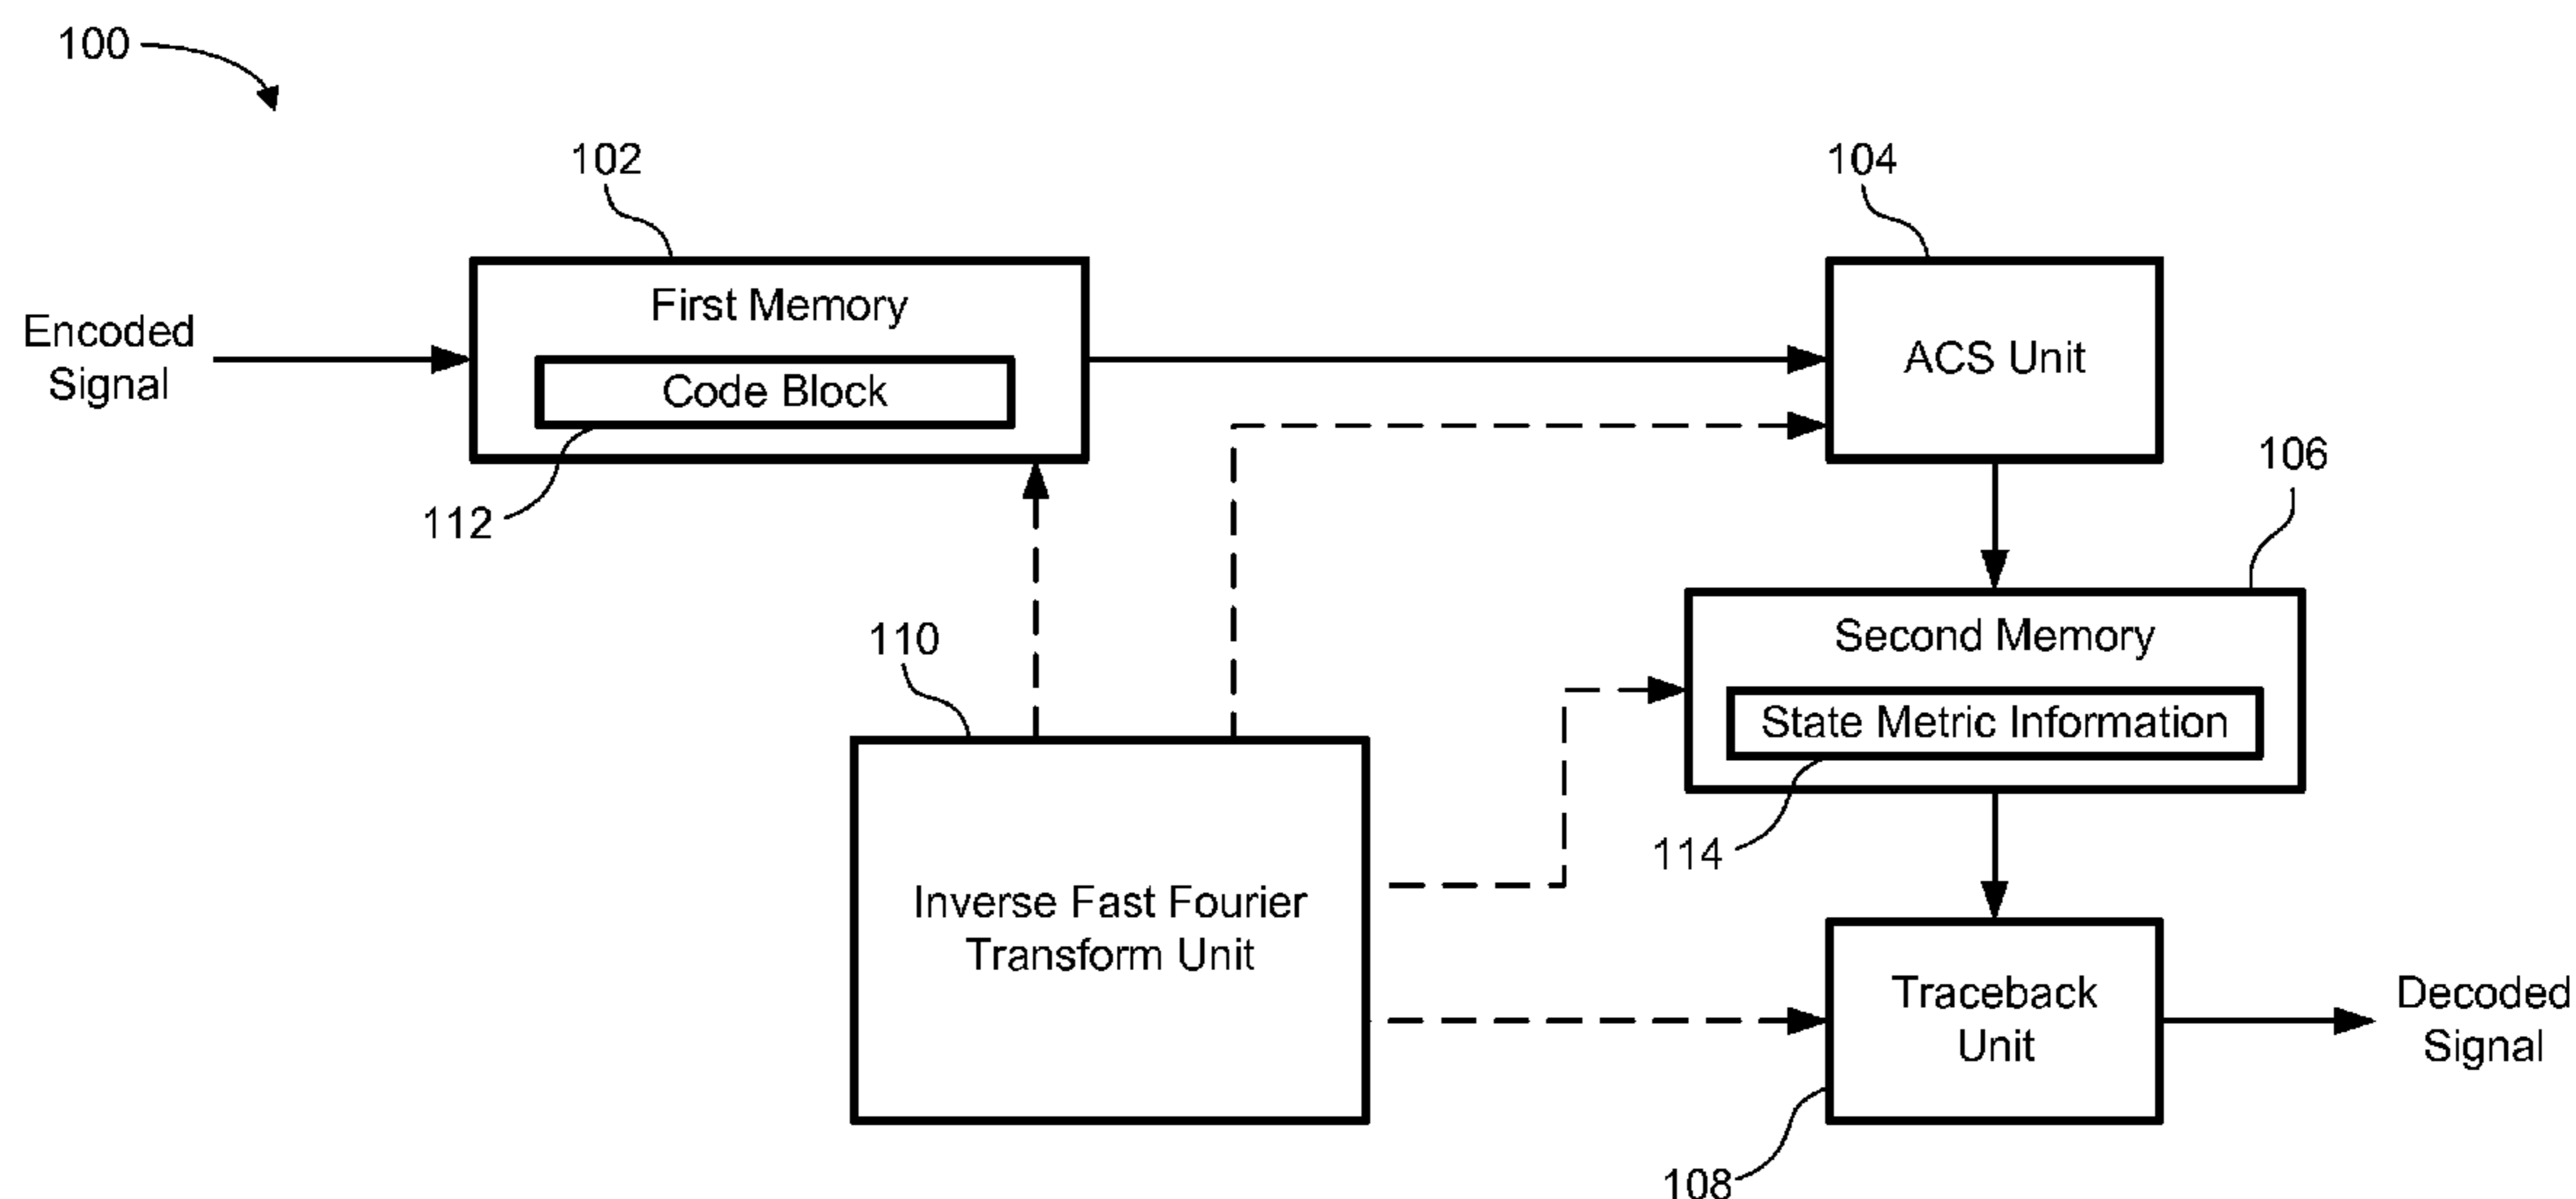 100
102
104
First Memory
Encoded
Signal
Code Block
ACS Unit
106
112
110
Second Memory
State Metric Information
114
Inverse Fast Fourier
Transform Unit
Traceback
Unit
Decoded
Signal
108